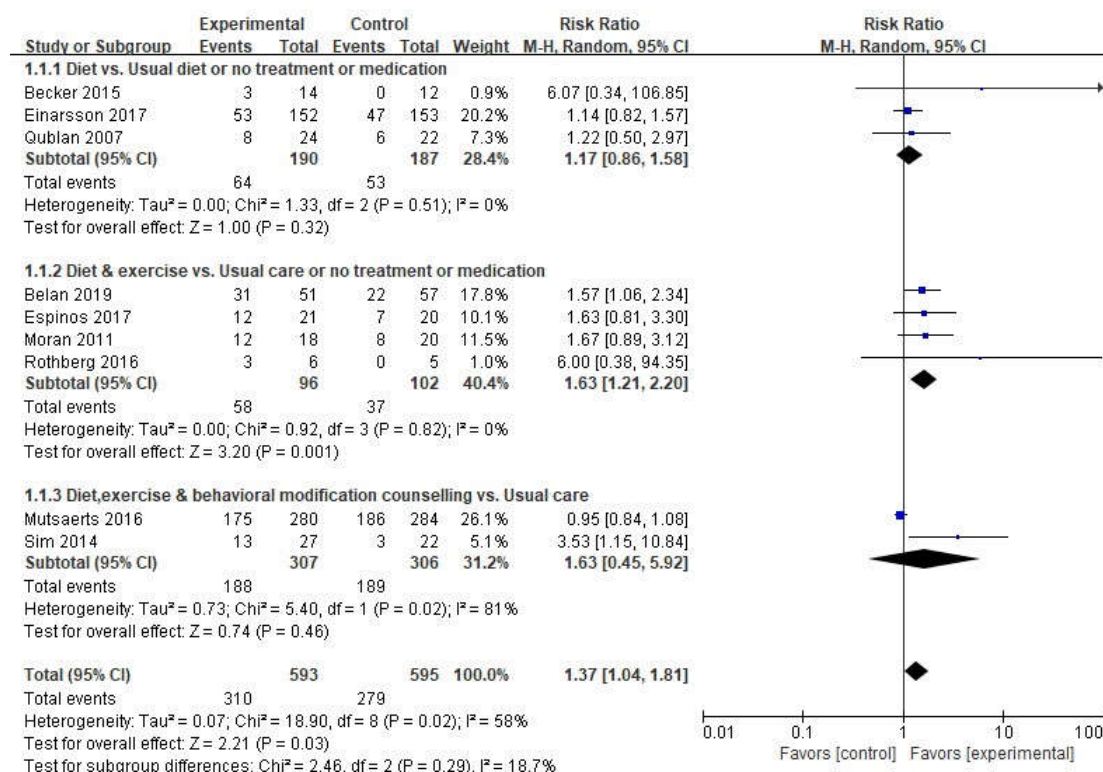 Experimental Control Risk Ratio Risk Ratio
Study or Subgroup Events Total Events Total Weight M-H, Random, 95% CI M-H, Random, 95% CI
1.1.1 Diet vs. Usual diet or no treatment or medication
Becker 2015 3 14 0 12 0.9% 6.07 [0.34, 106.85]
Einarsson 2017 53 152 47 153 20.2% 1.14 [0.82, 1.57]
Qublan 2007 8 24 6 22 7.3% 1.22 [0.50, 2.97]
Subtotal (95% CI) 190 187 28.4% 1.17 [0.86, 1.58]
Total events 64 53
Heterogeneity: Tau² = 0.00; Chi² = 1.33, df = 2 (P = 0.51); I² = 0%
Test for overall effect: Z = 1.00 (P = 0.32)
1.1.2 Diet & exercise vs. Usual care or no treatment or medication
Belan 2019 31 51 22 57 17.8% 1.57 [1.06, 2.34]
Espinos 2017 12 21 7 20 10.1% 1.63 [0.81, 3.30]
Moran 2011 12 18 8 20 11.5% 1.67 [0.89, 3.12]
Rothberg 2016 3 6 0 5 1.0% 6.00 [0.38, 94.35]
Subtotal (95% CI) 96 102 40.4% 1.63 [1.21, 2.20]
Total events 58 37
Heterogeneity: Tau² = 0.00; Chi² = 0.92, df = 3 (P = 0.82); I² = 0%
Test for overall effect: Z = 3.20 (P = 0.001)
1.1.3 Diet,exercise & behavioral modification counselling vs. Usual care
Mutsaerts 2016 175 280 186 284 26.1% 0.95 [0.84, 1.08]
Sim 2014 13 27 3 22 5.1% 3.53 [1.15, 10.84]
Subtotal (95% CI) 307 306 31.2% 1.63 [0.45, 5.92]
Total events 188 189
Heterogeneity: Tau² = 0.73; Chi² = 5.40, df = 1 (P = 0.02); I² = 81%
Test for overall effect: Z = 0.74 (P = 0.46)
Total (95% CI) 593 595 100.0% 1.37 [1.04, 1.81]
Total events 310 279
Heterogeneity: Tau² = 0.07; Chi² = 18.90, df = 8 (P = 0.02); I² = 58%
Test for overall effect: Z = 2.21 (P = 0.03)
Test for subgroup differences: Chi² = 2.46, df = 2 (P = 0.29), I² = 18.7%
0.01 0.1 1 10 100
Favors [control] Favors [experimental]